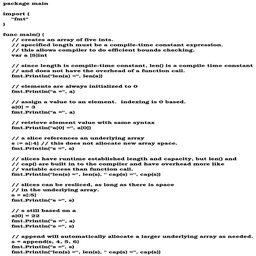 package main

import (
    "fmt"
)

func main() {
    // creates an array of five ints.
    // specified length must be a compile-time constant expression.
    // this allows compiler to do efficient bounds checking.
    var a [5]int

    // since length is compile-time constant, len() is a compile time constant
    // and does not have the overhead of a function call.
    fmt.Println("len(a) =", len(a))

    // elements are always initialized to 0
    fmt.Println("a =", a)

    // assign a value to an element.  indexing is 0 based.
    a[0] = 3
    fmt.Println("a =", a)

    // retrieve element value with same syntax
    fmt.Println("a[0] =", a[0])

    // a slice references an underlying array
    s := a[:4] // this does not allocate new array space.
    fmt.Println("s =", s)

    // slices have runtime established length and capacity, but len() and
    // cap() are built in to the compiler and have overhead more like
    // variable access than function call.
    fmt.Println("len(s) =", len(s), " cap(s) =", cap(s))

    // slices can be resliced, as long as there is space
    // in the underlying array.
    s = s[:5]
    fmt.Println("s =", s)

    // s still based on a
    a[0] = 22
    fmt.Println("a =", a)
    fmt.Println("s =", s)

    // append will automatically allocate a larger underlying array as needed.
    s = append(s, 4, 5, 6)
    fmt.Println("s =", s)
    fmt.Println("len(s) =", len(s), " cap(s) =", cap(s))